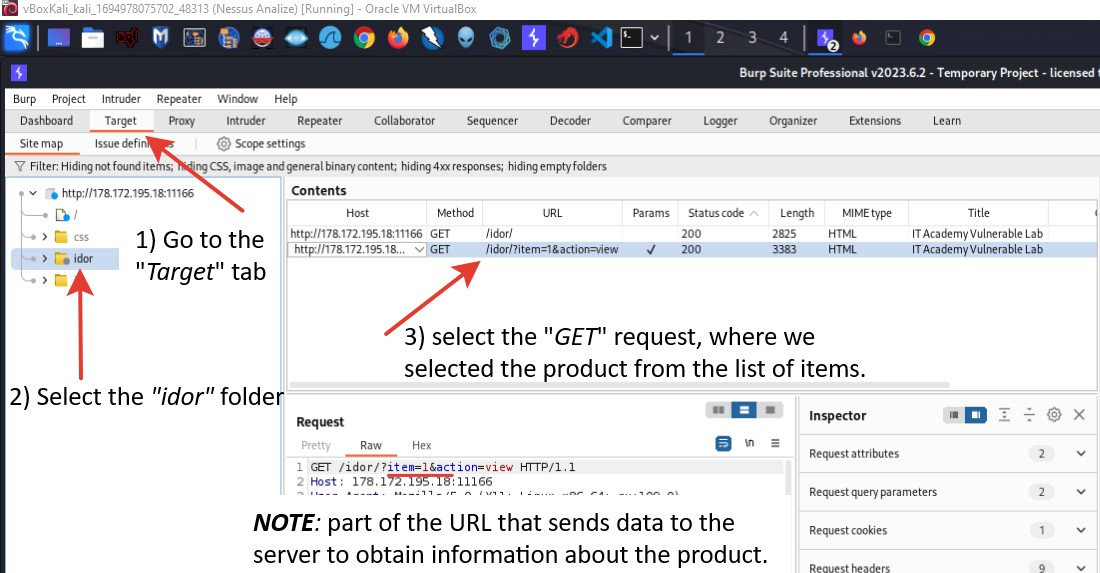 vBoxKali_kali_1694978075702_48313 (Nessus Analize) [Running] - Oracle VM VirtualBox
1 2 3 4 2
Burp Suite Professional v2023.6.2 - Temporary Project - licensed t
Burp Project Intruder Repeater Window Help
Dashboard Target Proxy Intruder Repeater Collaborator Sequencer Decoder Comparer Logger Organizer Extensions Learn
Site map Issue defini Scope settings
Filter: Hiding not found items; hiding CSS, image and general binary content; hiding 4xx responses; hiding empty folders
http://178.172.195.18:11166
/
css
idor
1) Go to the
"Target" tab
2) Select the "idor" folder
Contents
Host Method URL Params Status code Length MIME type Title
http://178.172.195.18:11166 GET /idor/ 200 2825 HTML IT Academy Vulnerable Lab
http://178.172.195.18... GET /idor/?item=1&action=view ✓ 200 3383 HTML IT Academy Vulnerable Lab
3) select the "GET" request, where we
selected the product from the list of items.
Request
Pretty Raw Hex
\n
1 GET /idor/?item=1&action=view HTTP/1.1
2 Host: 178.172.195.18:11166
NOTE: part of the URL that sends data to the
server to obtain information about the product.
Inspector
Request attributes 2
Request query parameters 2
Request cookies 1
Request headers 9